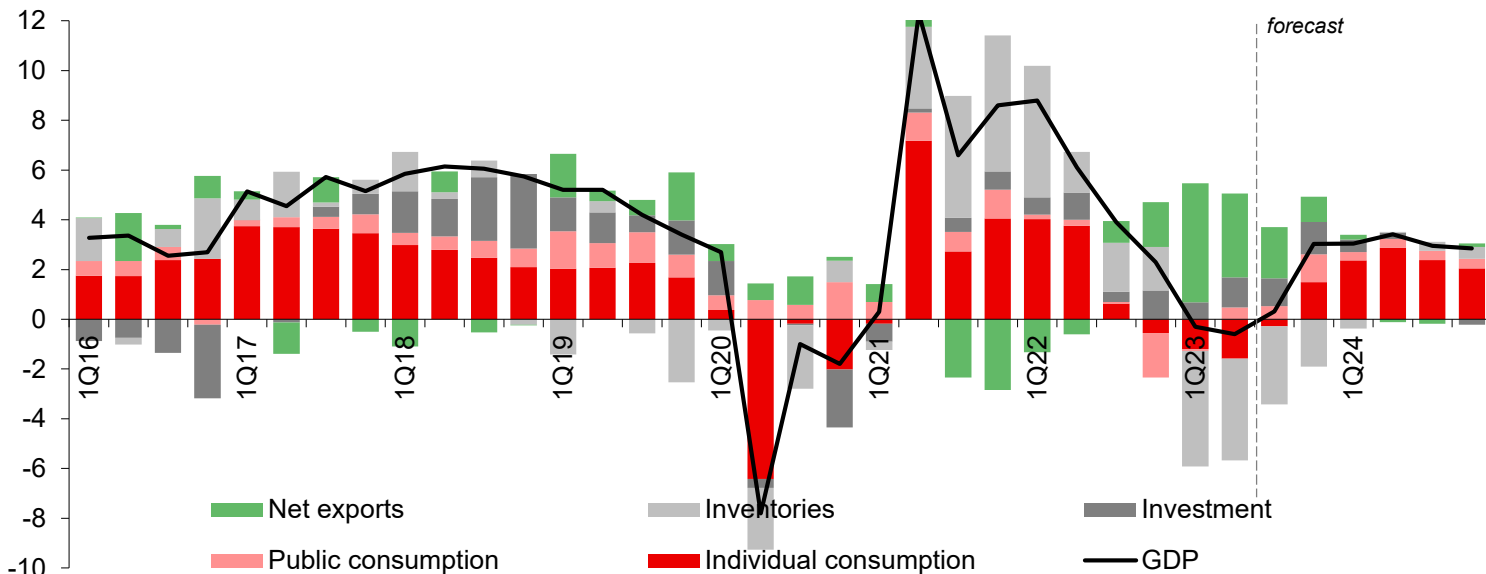 12
forecast
10
8
6
4
2
0
-2
-4
-6
-8
-10
1Q16
1Q17
1Q18
1Q19
1Q20
1Q21
1Q22
1Q23
1Q24
Net exports
Inventories
Investment
Public consumption
Individual consumption
GDP